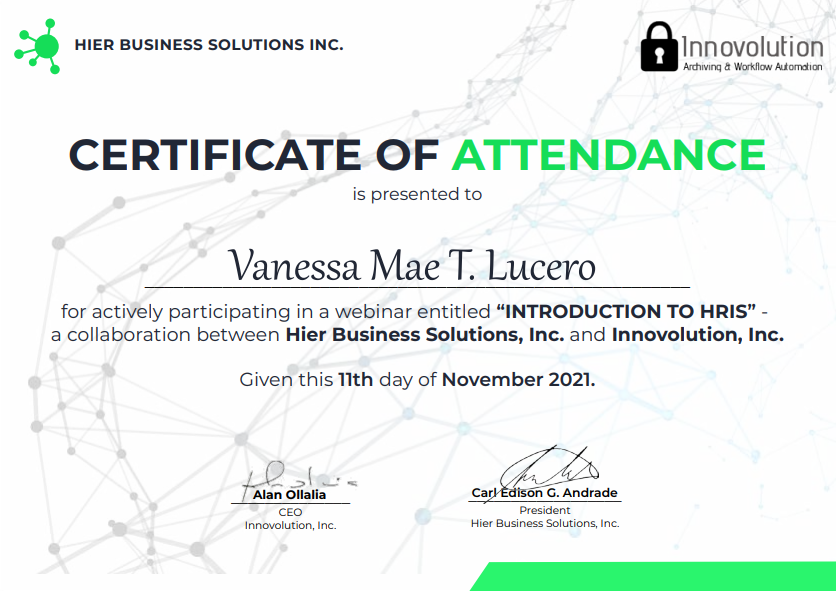 HIER BUSINESS SOLUTIONS INC.
Innovolution
Archiving & Workflow Automation
CERTIFICATE OF ATTENDANCE
is presented to
Vanessa Mae T. Lucero
for actively participating in a webinar entitled “INTRODUCTION TO HRIS” -
a collaboration between Hier Business Solutions, Inc. and Innovolution, Inc.
Given this 11th day of November 2021.
Alan Ollalia
CEO
Innovolution, Inc.
Carl Edison G. Andrade
President
Hier Business Solutions, Inc.